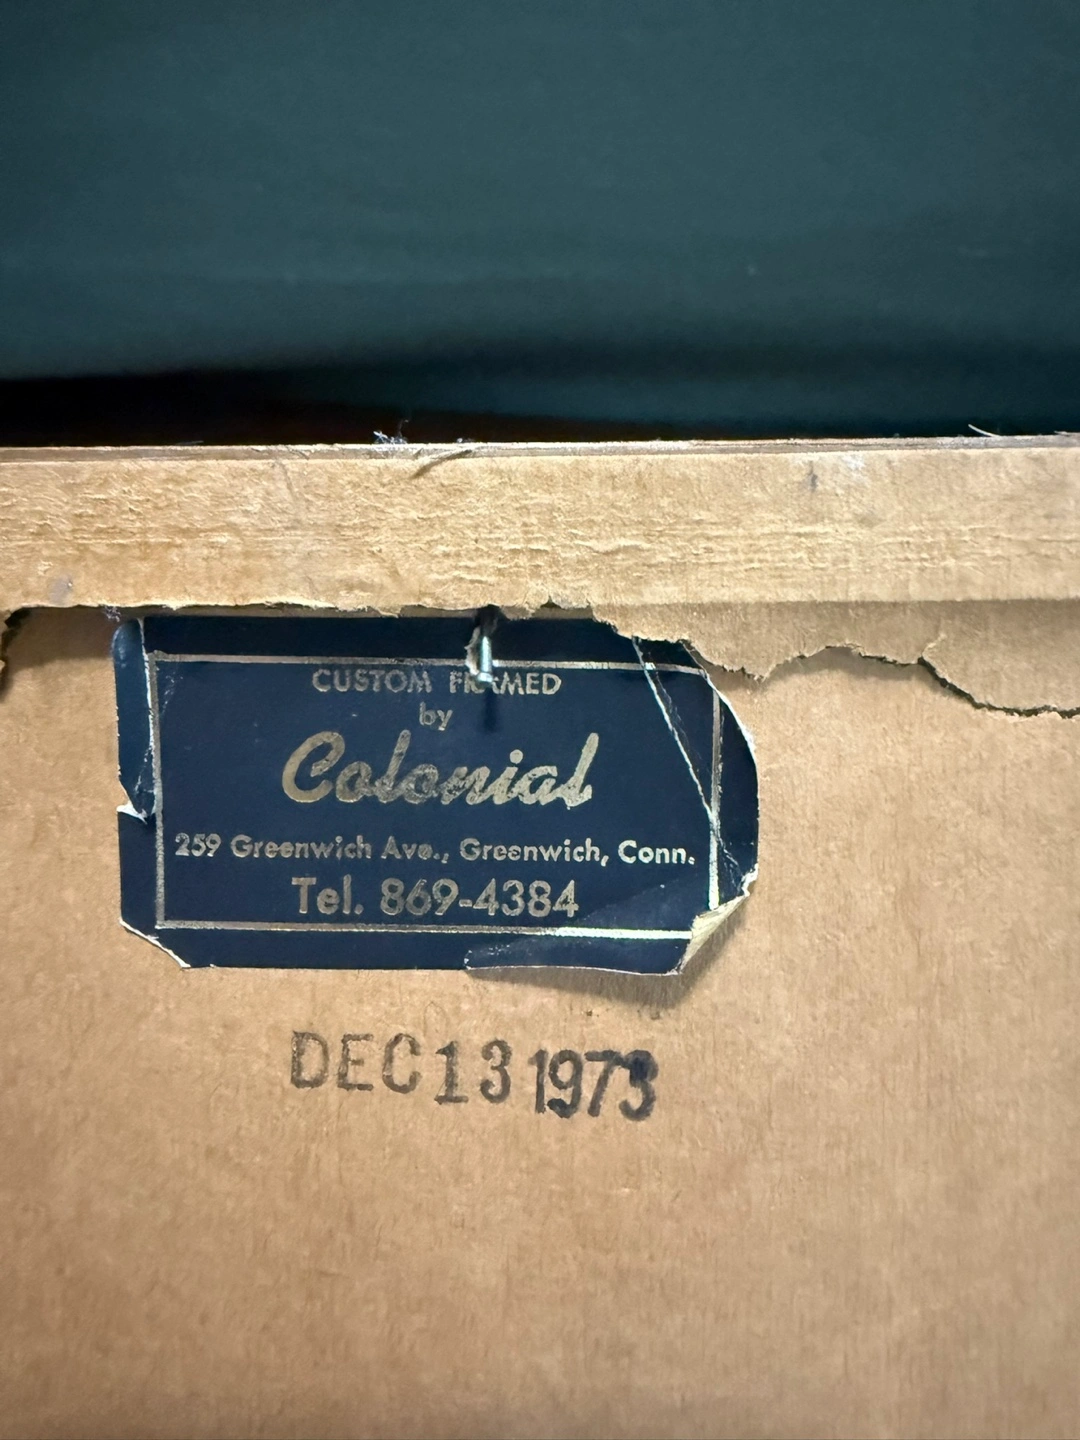 CUSTOM FRAMED
by
Colonial
259 Greenwich Ave., Greenwich, Conn.
Tel. 869-4384
DEC 13 1973